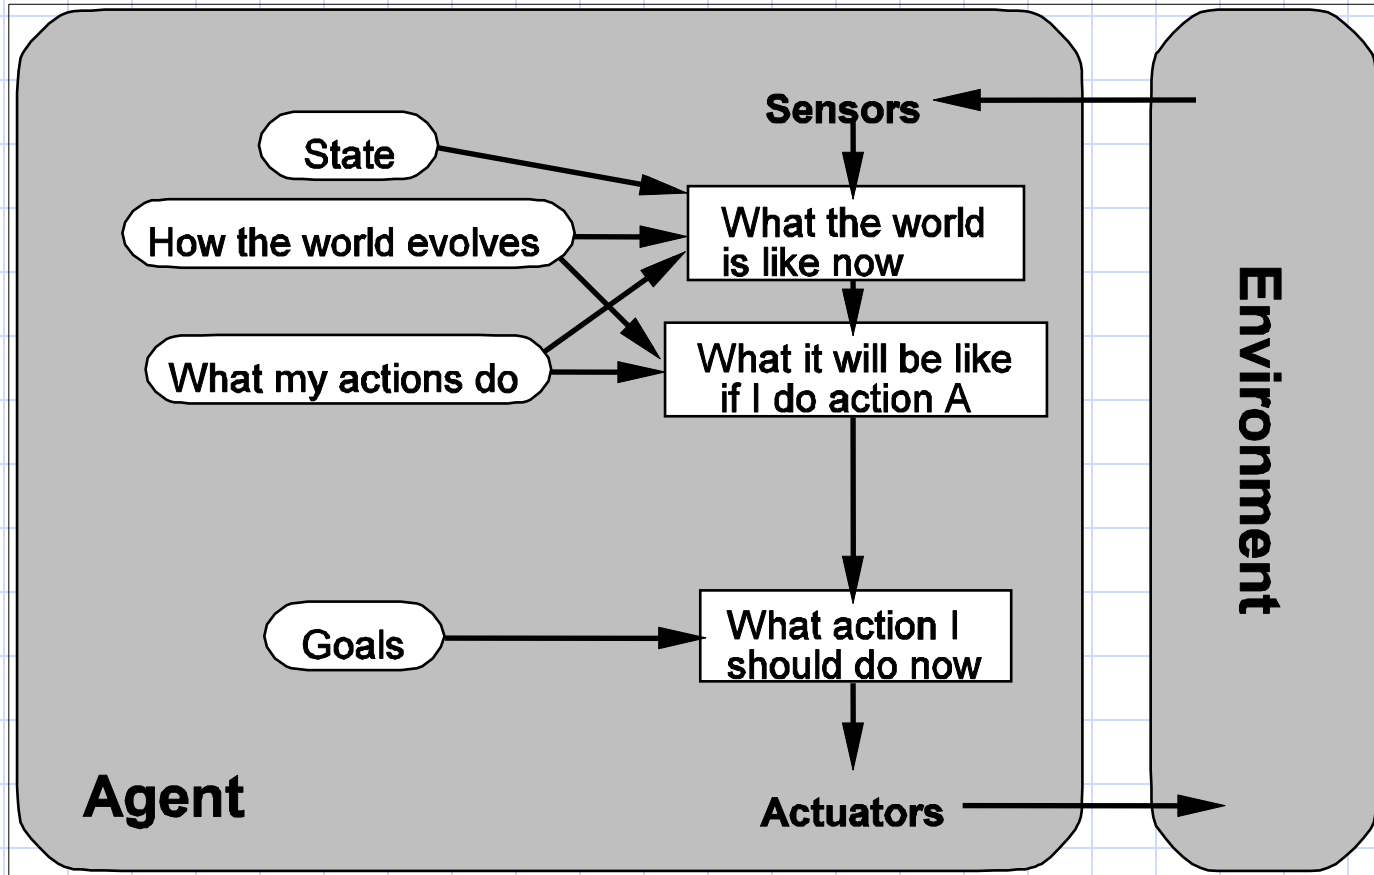 Sensors
State
What the world
is like now
How the world evolves
What it will be like
if I do action A
What my actions do
Environment
What action I
should do now
Goals
Agent
Actuators